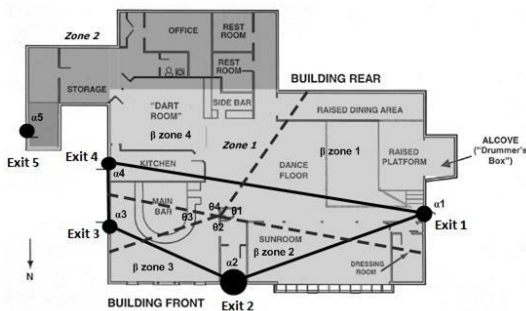 Zone 2
OFFICE
REST ROOM
REST ROOM
STORAGE
SIDE BAR
BUILDING REAR
"DART ROOM"
β zone 4
Zone 1
RAISED DINING AREA
α5
Exit 5
Exit 4
α4
KITCHEN
DANCE FLOOR
β zone 1
RAISED PLATFORM
ALCOVE
("Drummer's Box")
MAIN BAR
θ4
θ1
θ3
θ2
α1
Exit 1
α3
Exit 3
SUNROOM
β zone 2
DRESSING ROOM
α2
β zone 3
N
BUILDING FRONT
Exit 2